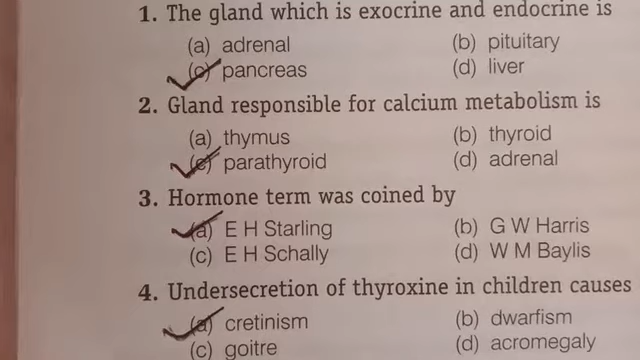 1. The gland which is exocrine and endocrine is
(a) adrenal (b) pituitary
(c) pancreas (d) liver
2. Gland responsible for calcium metabolism is
(a) thymus (b) thyroid
(c) parathyroid (d) adrenal
3. Hormone term was coined by
(a) E H Starling (b) G W Harris
(c) E H Schally (d) W M Baylis
4. Undersecretion of thyroxine in children causes
(a) cretinism (b) dwarfism
(c) goitre (d) acromegaly